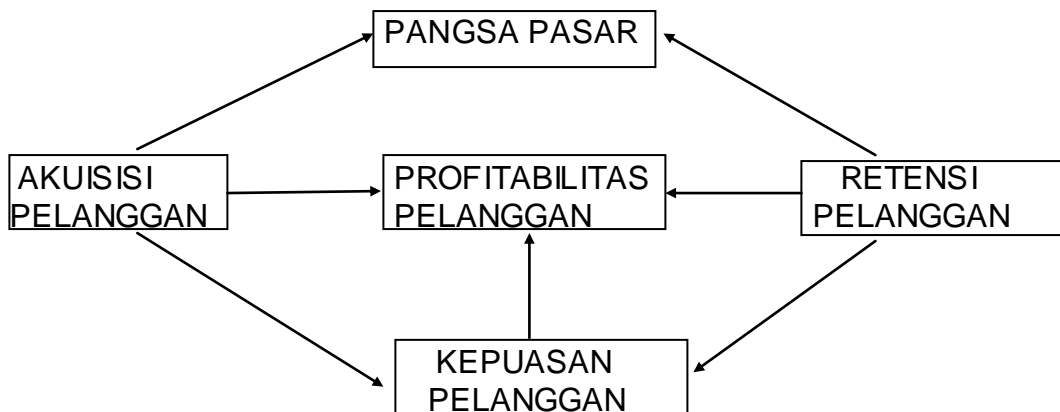 PANGSA PASAR
AKUISISI
PELANGGAN
PROFITABILITAS
PELANGGAN
RETENSI
PELANGGAN
KEPUASAN
PELANGGAN